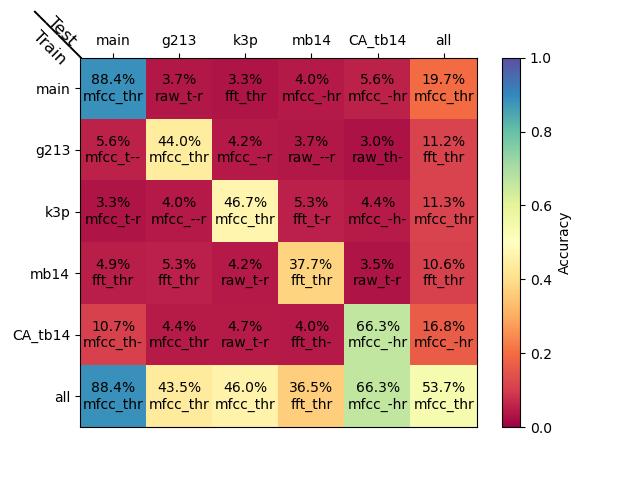 Test
Train
main g213 k3p mb14 CA_tb14 all
main 88.4% 3.7% 3.3% 4.0% 5.6% 19.7%
mfcc_thr raw_t-r fft_thr mfcc_-hr mfcc_-hr mfcc_thr
g213 5.6% 44.0% 4.2% 3.7% 3.0% 11.2%
mfcc_t-- mfcc_thr mfcc_--r raw_--r raw_th- fft_thr
k3p 3.3% 4.0% 46.7% 5.3% 4.4% 11.3%
mfcc_t-r mfcc_--r mfcc_thr fft_t-r mfcc_-h- mfcc_thr
mb14 4.9% 5.3% 4.2% 37.7% 3.5% 10.6%
fft_thr fft_thr raw_t-r fft_thr raw_t-r fft_thr
CA_tb14 10.7% 4.4% 4.7% 4.0% 66.3% 16.8%
mfcc_th- mfcc_thr raw_t-r fft_th- mfcc_-hr mfcc_-hr
all 88.4% 43.5% 46.0% 36.5% 66.3% 53.7%
mfcc_thr mfcc_thr mfcc_thr fft_thr mfcc_-hr mfcc_thr
1.0
0.8
0.6
0.4
0.2
0.0
Accuracy